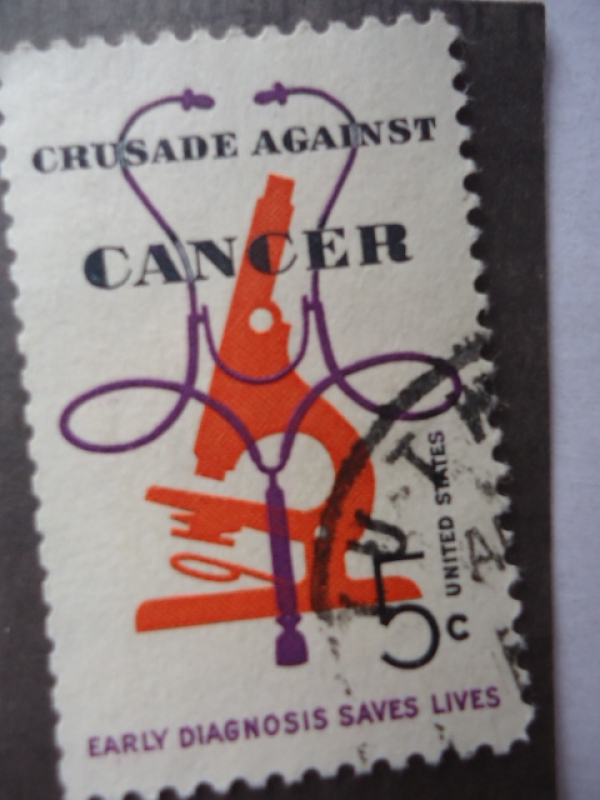 CRUSADE AGAINST
CANCER
UNITED STATES
5c
EARLY DIAGNOSIS SAVES LIVES